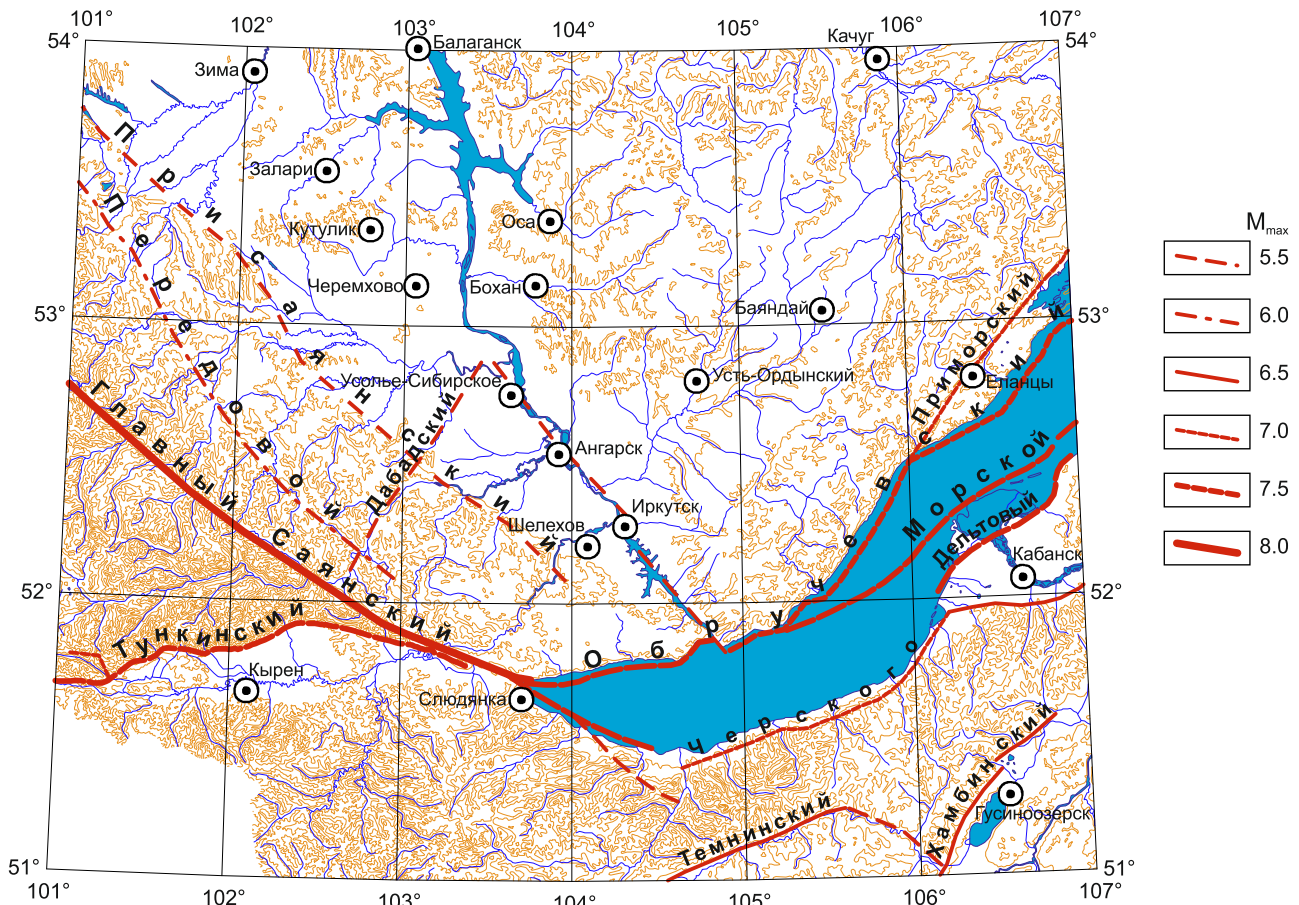 101°
102°
103°
104°
105°
106°
107°
54°
54°
Балаганск
Качуг
Зима
Залари
Кутулик
Оса
Черемхово
Бохан
Баяндай
53°
53°
Присаянский
Передовой
Приморский
Усолье-Сибирское
Усть-Ордынский
Еланцы
Главный Саянский
Дабадский
Ангарск
Морской
Иркутск
Шелехов
Дельтовый
Кабанск
52°
52°
Тункинский
Обручевский
Кырен
Слюдянка
Черского
Хамбинский
Гусиноозерск
Темнинский
51°
51°
101°
102°
103°
104°
105°
106°
107°
Mmax
5.5
6.0
6.5
7.0
7.5
8.0